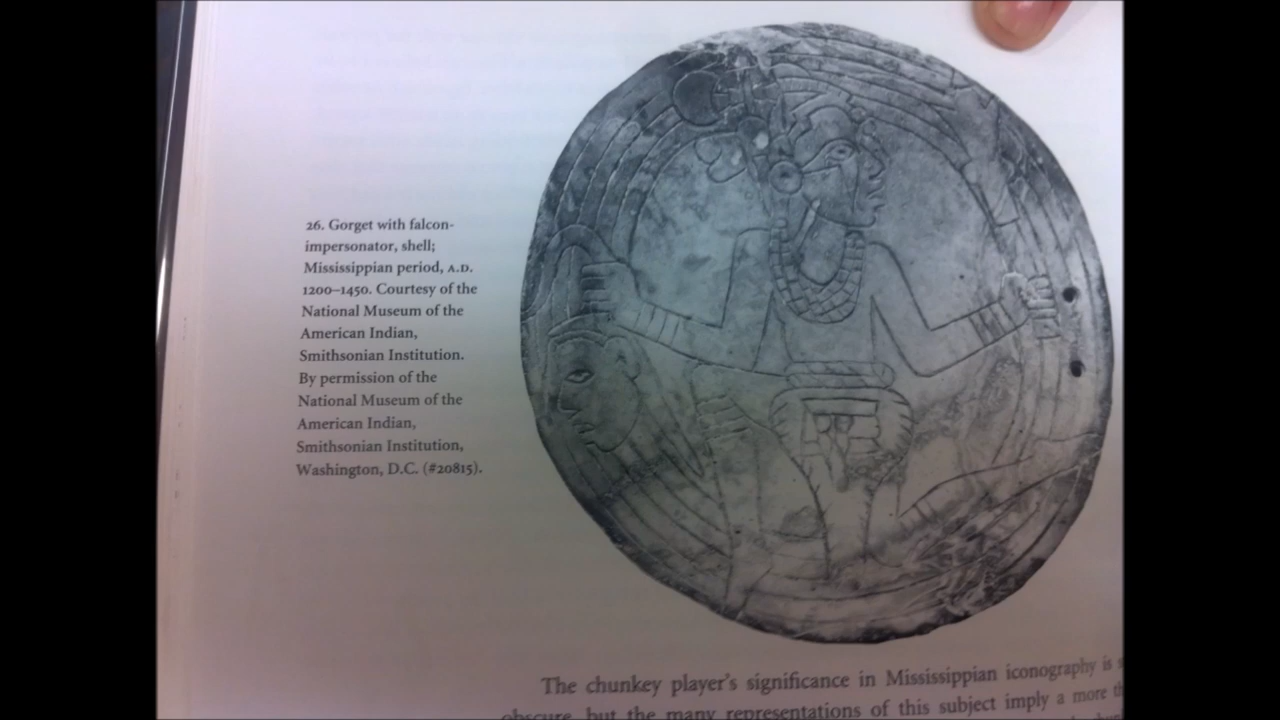 26. Gorget with falcon-
impersonator, shell;
Mississippian period, A.D.
1200–1450. Courtesy of the
National Museum of the
American Indian,
Smithsonian Institution.
By permission of the
National Museum of the
American Indian,
Smithsonian Institution,
Washington, D.C. (#20815).
The chunkey player's significance in Mississippian iconography is
obscure, but the many representations of this subject imply a more